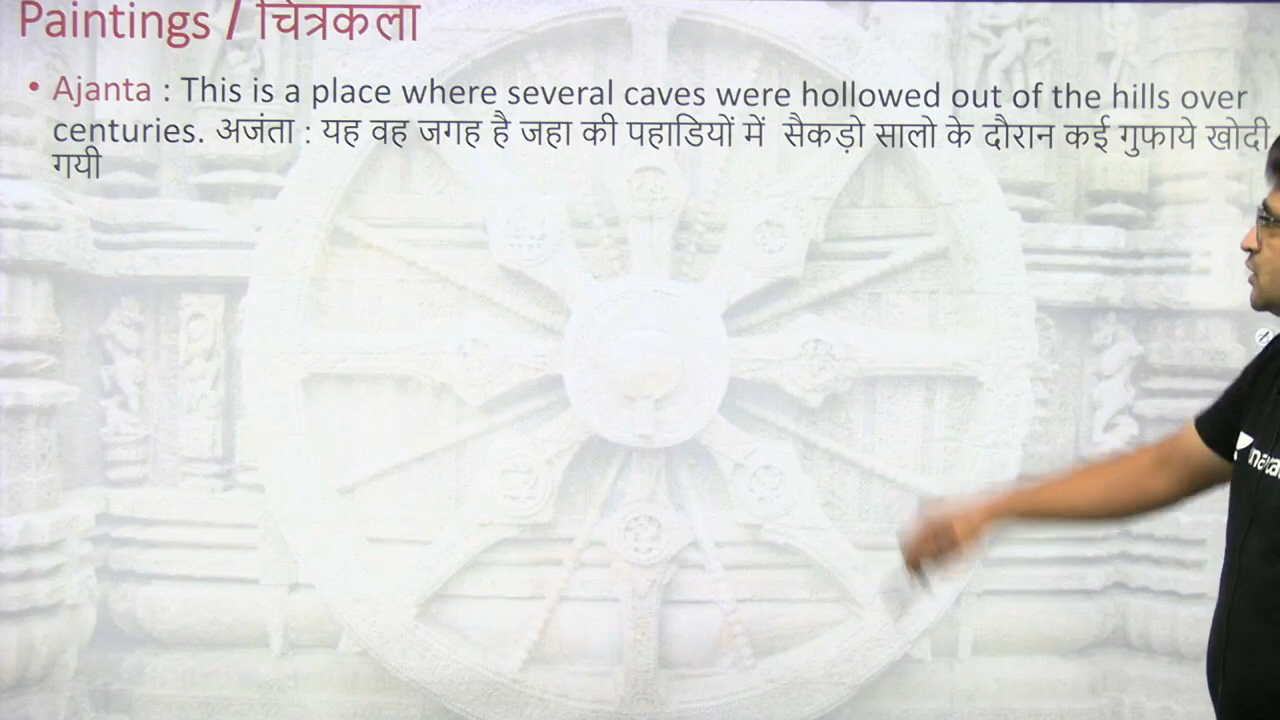 Paintings / चित्रकला
• Ajanta : This is a place where several caves were hollowed out of the hills over
centuries. अजंता : यह वह जगह है जहा की पहाडियों में सैकड़ो सालो के दौरान कई गुफाये खोदी
गयी